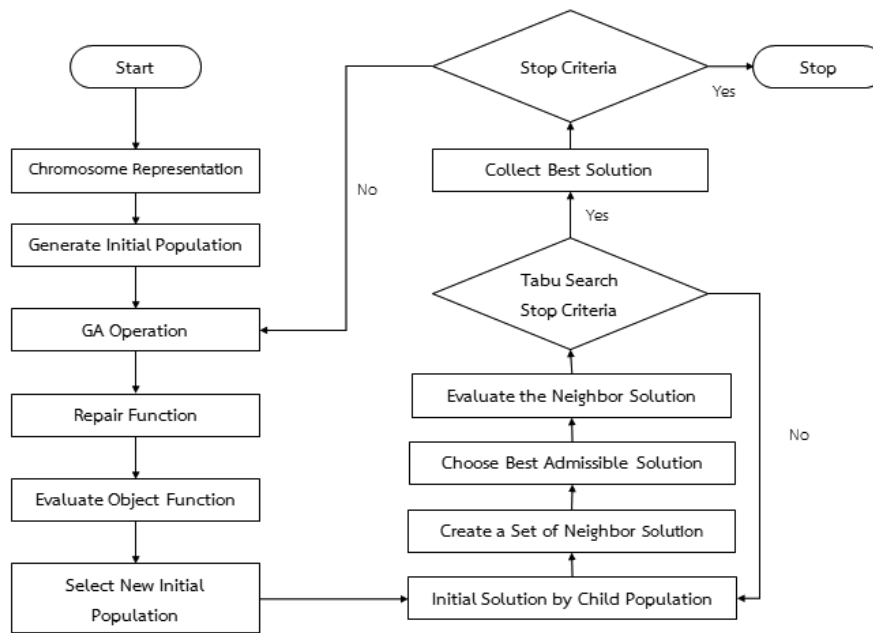 Start
Chromosome Representation
Generate Initial Population
GA Operation
Repair Function
Evaluate Object Function
Select New Initial
Population
Initial Solution by Child Population
Create a Set of Neighbor Solution
Choose Best Admissible Solution
Evaluate the Neighbor Solution
Tabu Search
Stop Criteria
No
Yes
Collect Best Solution
Stop Criteria
No
Yes
Stop